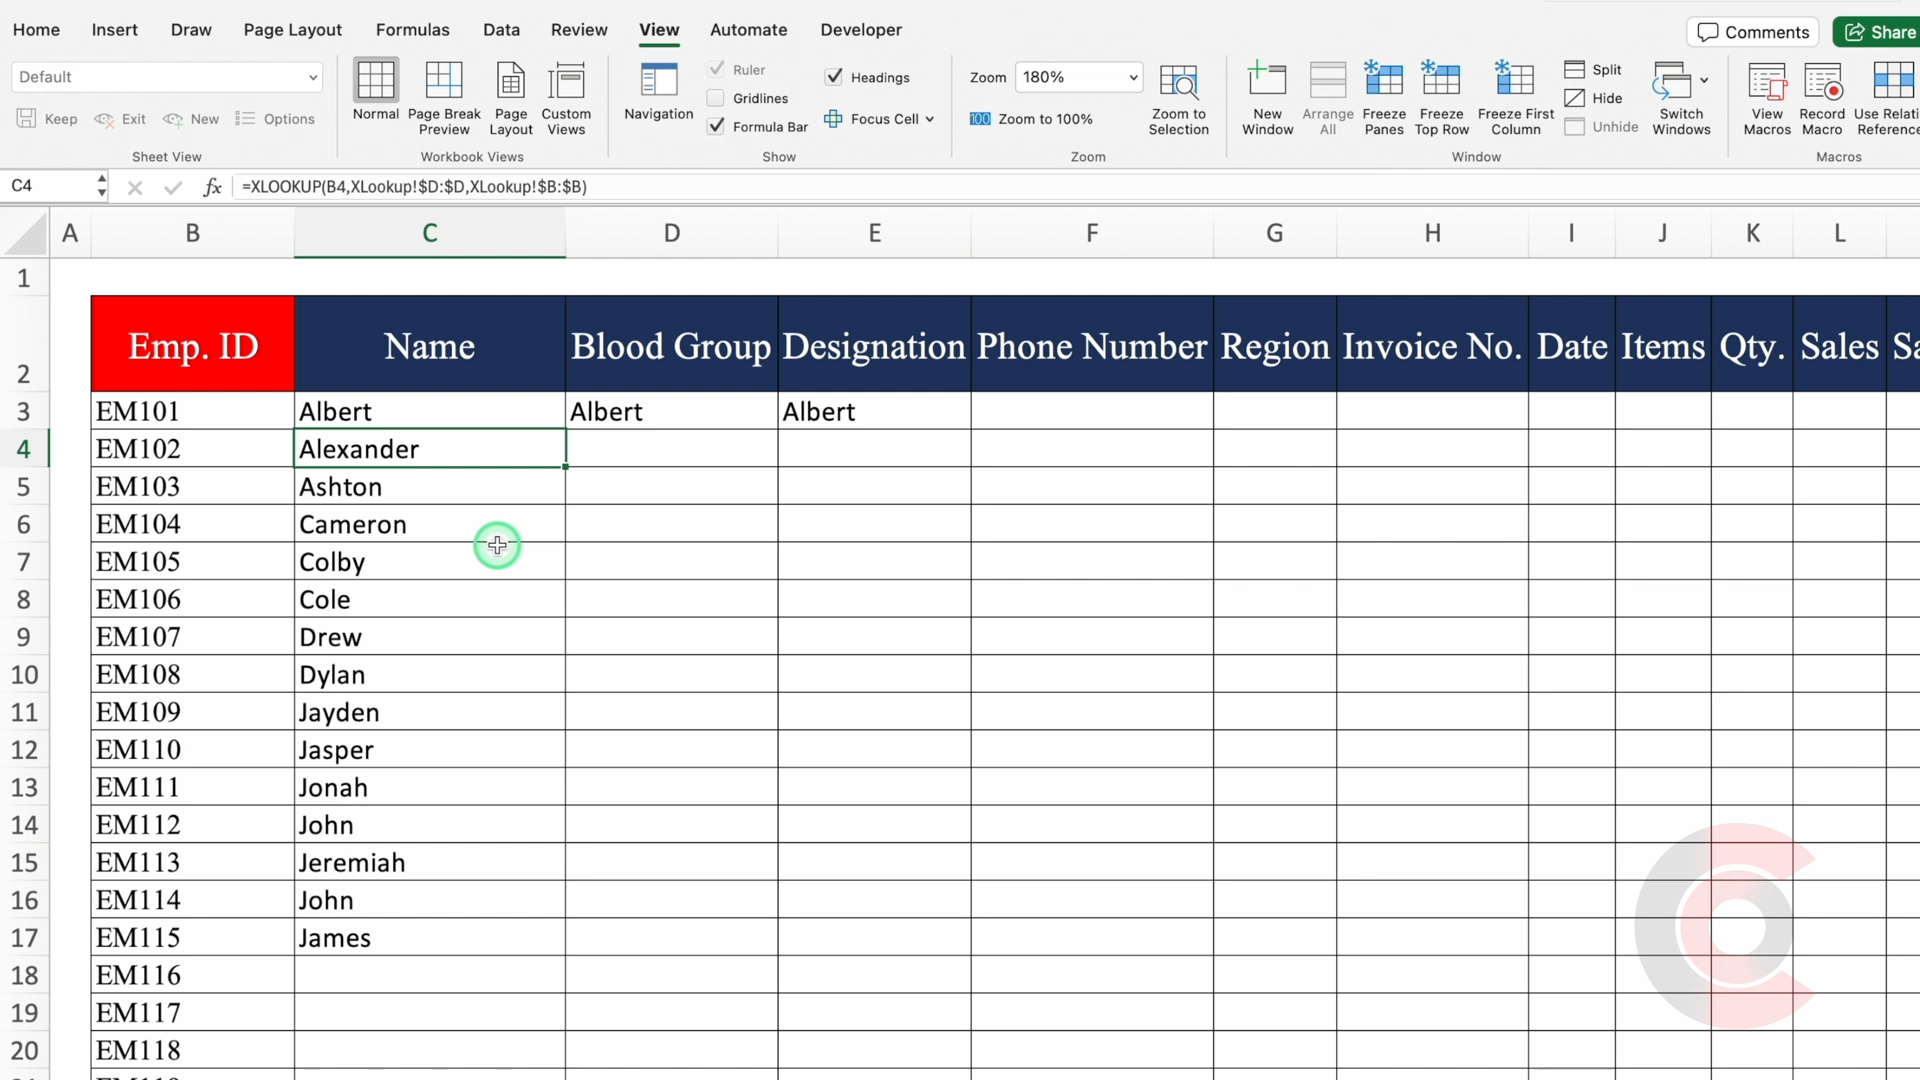 Home Insert Draw Page Layout Formulas Data Review View Automate Developer Comments Share
Default Ruler Headings Zoom 180% Split
Gridlines Hide
Keep Exit New Options Normal Page Break Preview Page Layout Custom Views Navigation Formula Bar Focus Cell 100 Zoom to 100% Zoom to Selection New Window Arrange All Freeze Panes Freeze Top Row Freeze First Column Unhide Switch Windows View Macros Record Macro Use Relati Reference
Sheet View Workbook Views Show Zoom Window Macros
C4 fx =XLOOKUP(B4,XLookup!$D:$D,XLookup!$B:$B)
A B C D E F G H I J K L
1
2 Emp. ID Name Blood Group Designation Phone Number Region Invoice No. Date Items Qty. Sales Sa
3 EM101 Albert Albert Albert
4 EM102 Alexander
5 EM103 Ashton
6 EM104 Cameron
7 EM105 Colby
8 EM106 Cole
9 EM107 Drew
10 EM108 Dylan
11 EM109 Jayden
12 EM110 Jasper
13 EM111 Jonah
14 EM112 John
15 EM113 Jeremiah
16 EM114 John
17 EM115 James
18 EM116
19 EM117
20 EM118